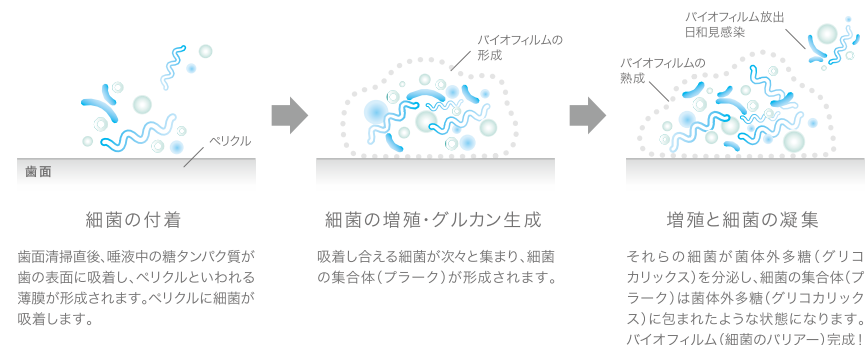 ペリクル
歯面
細菌の付着
歯面清掃直後、唾液中の糖タンパク質が
歯の表面に吸着し、ペリクルといわれる
薄膜が形成されます。ペリクルに細菌が
吸着します。
バイオフィルムの
形成
細菌の増殖・グルカン生成
吸着し合える細菌が次々と集まり、細菌
の集合体(プラーク)が形成されます。
バイオフィルム放出
日和見感染
バイオフィルムの
熟成
増殖と細菌の凝集
それらの細菌が菌体外多糖(グリコ
カリックス)を分泌し、細菌の集合体(プ
ラーク)は菌体外多糖(グリコカリック
ス)に包まれたような状態になります。
バイオフィルム(細菌のバリアー)完成!